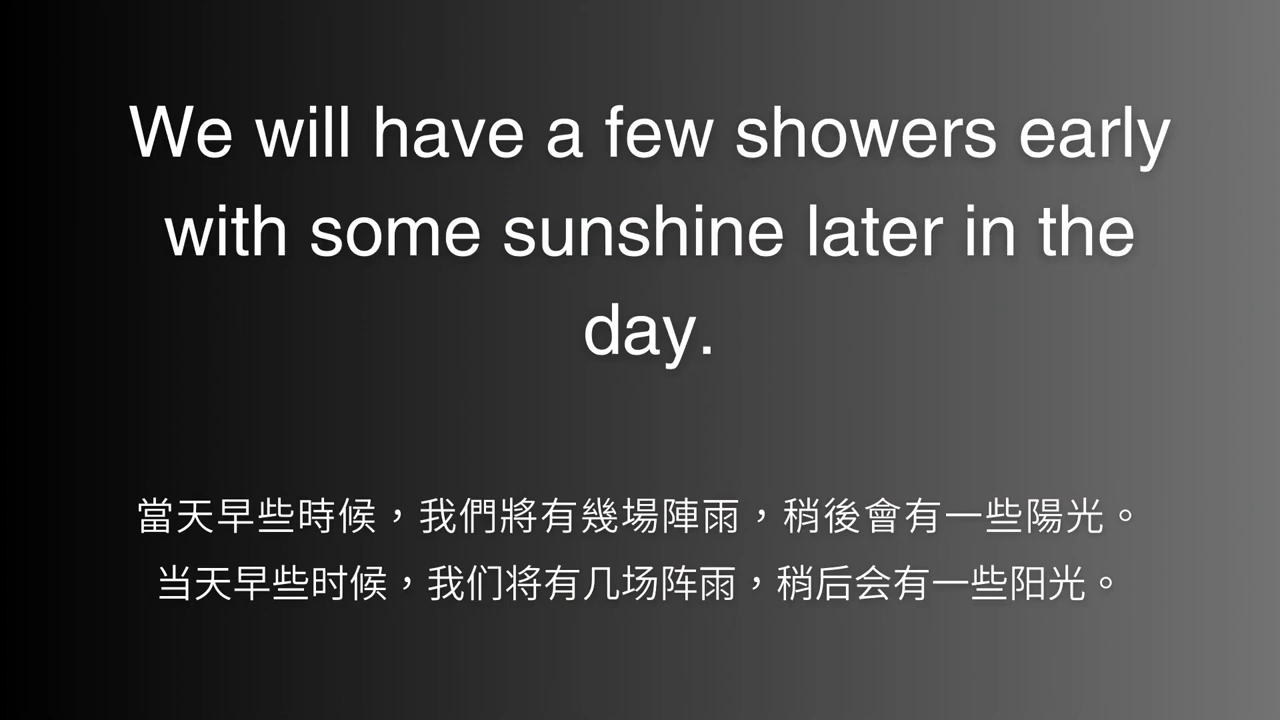 We will have a few showers early
with some sunshine later in the
day.
當天早些時候，我們將有幾場陣雨，稍後會有一些陽光。
当天早些时候，我们将有几场阵雨，稍后会有一些阳光。